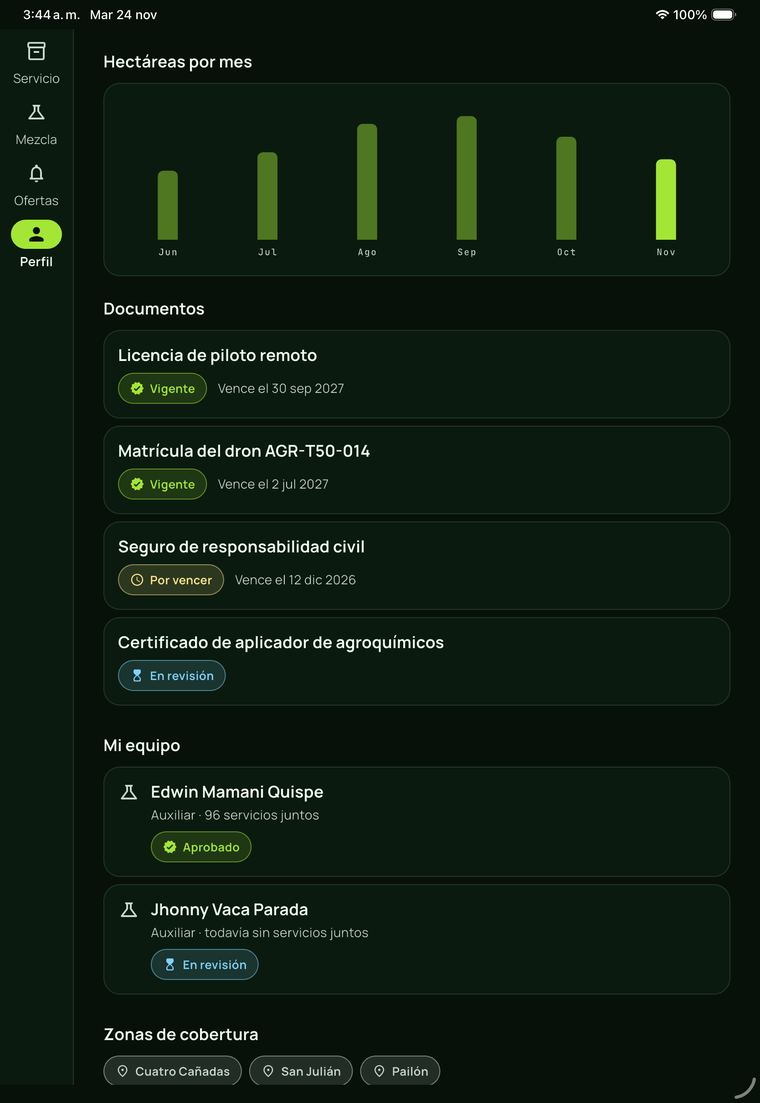 3:44 a. m. Mar 24 nov
100%
Servicio
Mezcla
Ofertas
Perfil
Hectáreas por mes
Jun Jul Ago Sep Oct Nov
Documentos
Licencia de piloto remoto
Vigente Vence el 30 sep 2027
Matrícula del dron AGR-T50-014
Vigente Vence el 2 jul 2027
Seguro de responsabilidad civil
Por vencer Vence el 12 dic 2026
Certificado de aplicador de agroquímicos
En revisión
Mi equipo
Edwin Mamani Quispe
Auxiliar · 96 servicios juntos
Aprobado
Jhonny Vaca Parada
Auxiliar · todavía sin servicios juntos
En revisión
Zonas de cobertura
Cuatro Cañadas San Julián Pailón